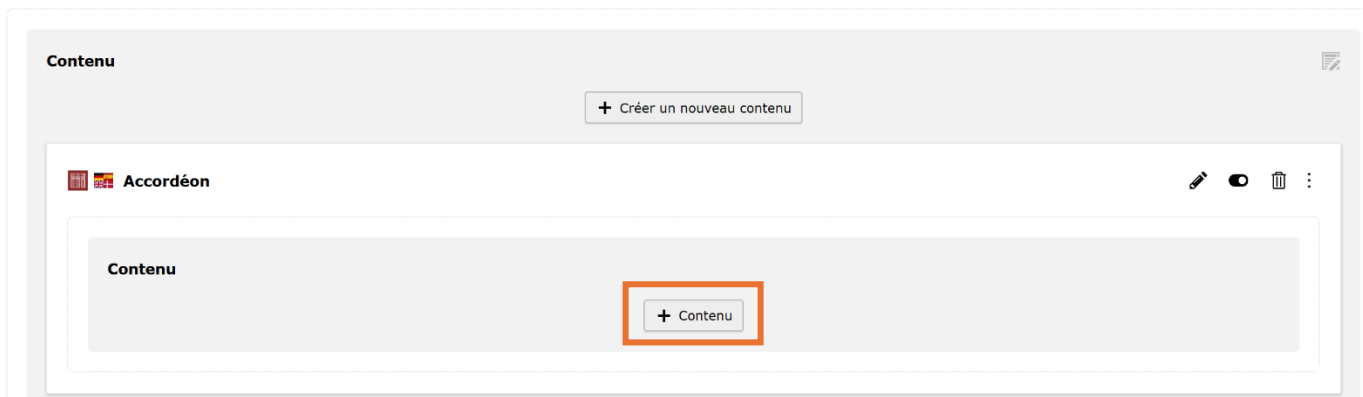 Contenu
+ Créer un nouveau contenu
Accordéon
Contenu
+ Contenu